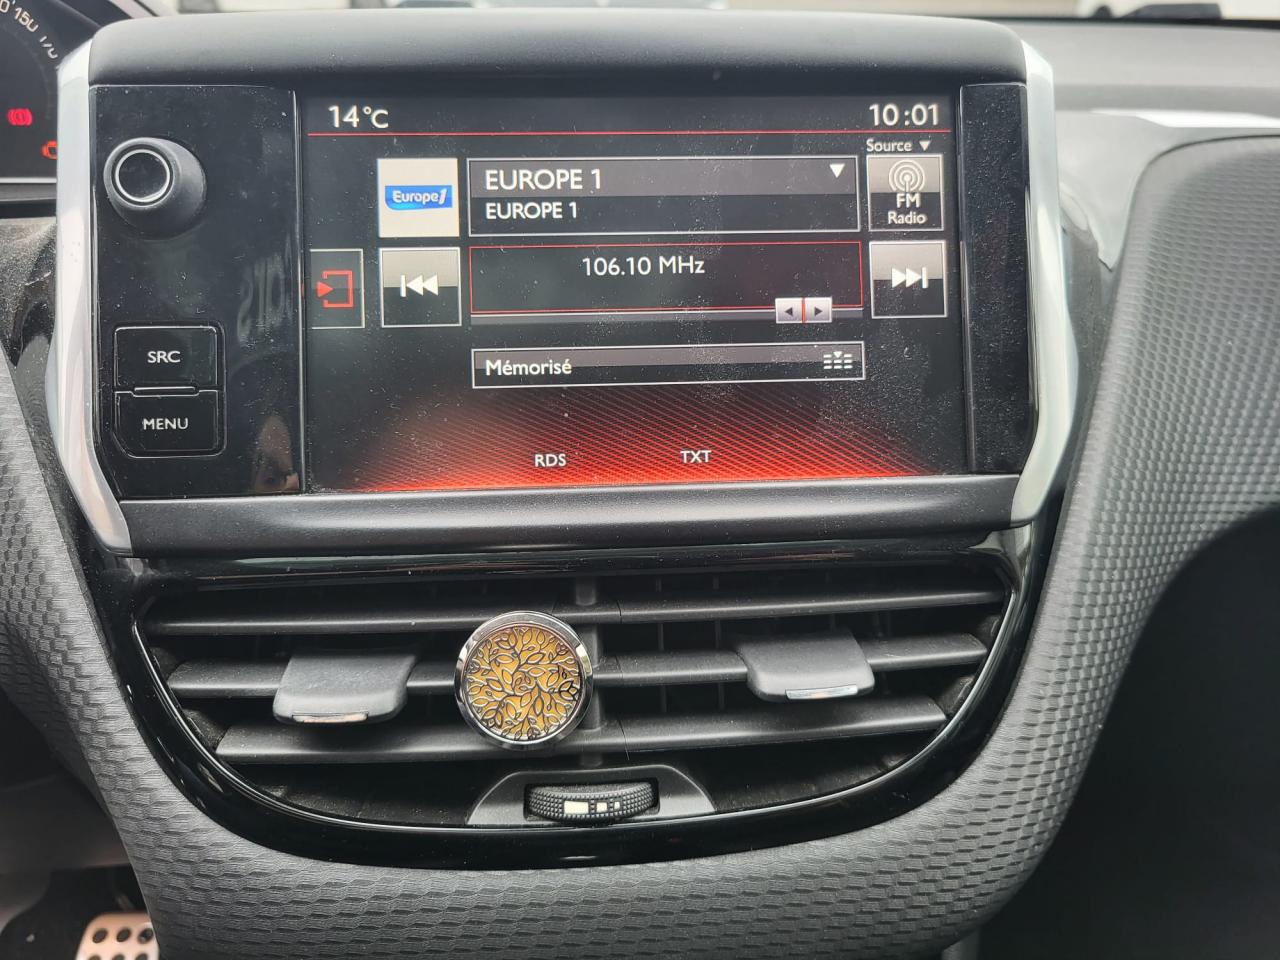 150
14°C
10:01
Source
Europe1
EUROPE 1
EUROPE 1
FM
Radio
106.10 MHz
SRC
MENU
Mémorisé
RDS
TXT